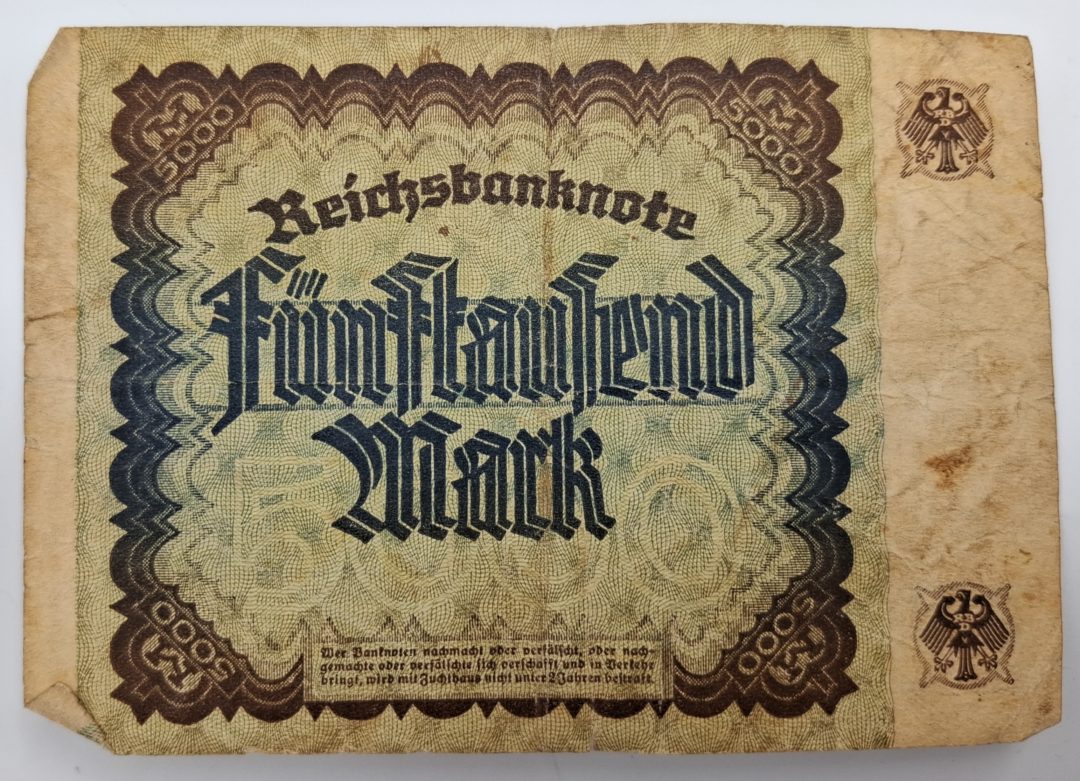 M
5000
M
5000
Reichsbanknote
Fünftausend
Mark
5000
5000
M
5000
M
Wer Banknoten nachmacht oder verfälscht, oder nach-
gemachte oder verfälschte sich verschafft und in Verkehr
bringt, wird mit Zuchthaus nicht unter 2 Jahren bestraft.